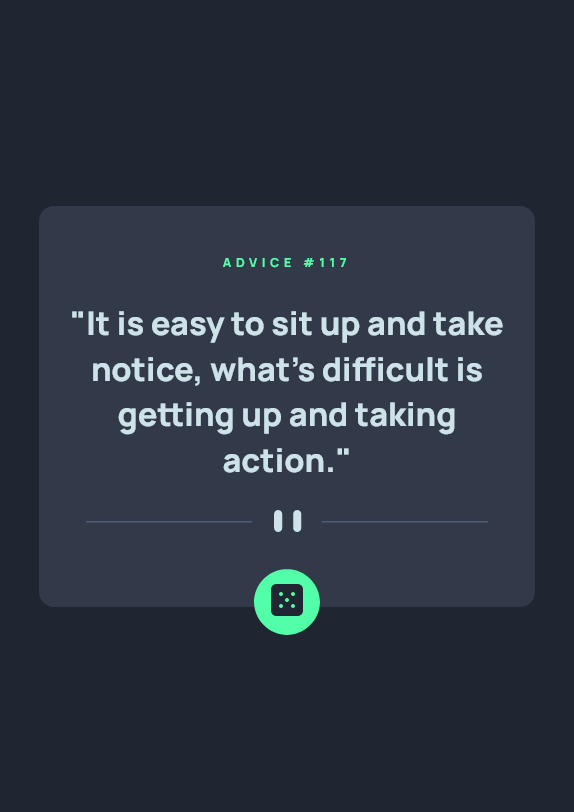 ADVICE #117
"It is easy to sit up and take
notice, what’s difficult is
getting up and taking
action."